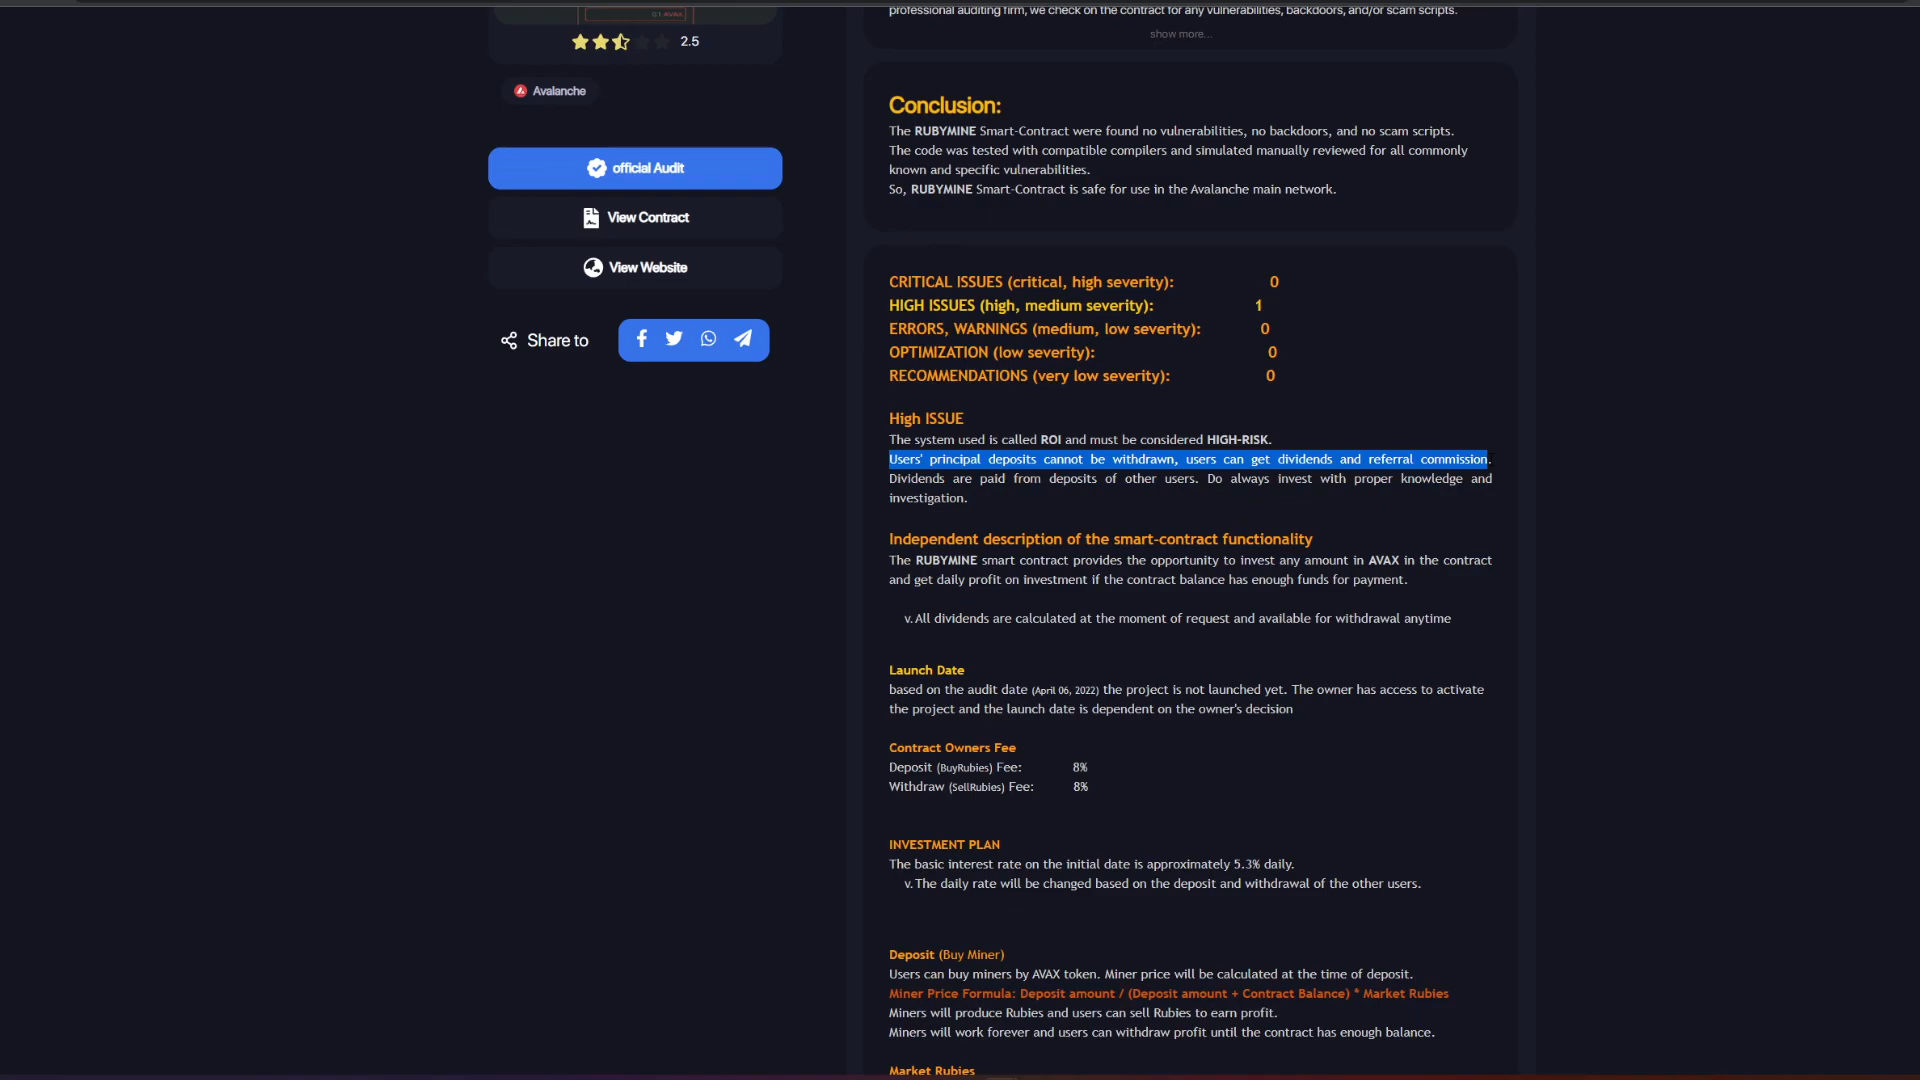 2.5
Avalanche
official Audit
View Contract
View Website
Share to
professional auditing firm, we check on the contract for any vulnerabilities, backdoors, and/or scam scripts.
show more...
Conclusion:
The RUBYMINE Smart-Contract were found no vulnerabilities, no backdoors, and no scam scripts.
The code was tested with compatible compilers and simulated manually reviewed for all commonly
known and specific vulnerabilities.
So, RUBYMINE Smart-Contract is safe for use in the Avalanche main network.
CRITICAL ISSUES (critical, high severity): 0
HIGH ISSUES (high, medium severity): 1
ERRORS, WARNINGS (medium, low severity): 0
OPTIMIZATION (low severity): 0
RECOMMENDATIONS (very low severity): 0
High ISSUE
The system used is called ROI and must be considered HIGH-RISK.
Users' principal deposits cannot be withdrawn, users can get dividends and referral commission.
Dividends are paid from deposits of other users. Do always invest with proper knowledge and
investigation.
Independent description of the smart-contract functionality
The RUBYMINE smart contract provides the opportunity to invest any amount in AVAX in the contract
and get daily profit on investment if the contract balance has enough funds for payment.
v. All dividends are calculated at the moment of request and available for withdrawal anytime
Launch Date
based on the audit date (April 06, 2022) the project is not launched yet. The owner has access to activate
the project and the launch date is dependent on the owner's decision
Contract Owners Fee
Deposit (BuyRubies) Fee: 8%
Withdraw (SellRubies) Fee: 8%
INVESTMENT PLAN
The basic interest rate on the initial date is approximately 5.3% daily.
v. The daily rate will be changed based on the deposit and withdrawal of the other users.
Deposit (Buy Miner)
Users can buy miners by AVAX token. Miner price will be calculated at the time of deposit.
Miner Price Formula: Deposit amount / (Deposit amount + Contract Balance) * Market Rubies
Miners will produce Rubies and users can sell Rubies to earn profit.
Miners will work forever and users can withdraw profit until the contract has enough balance.
Market Rubies